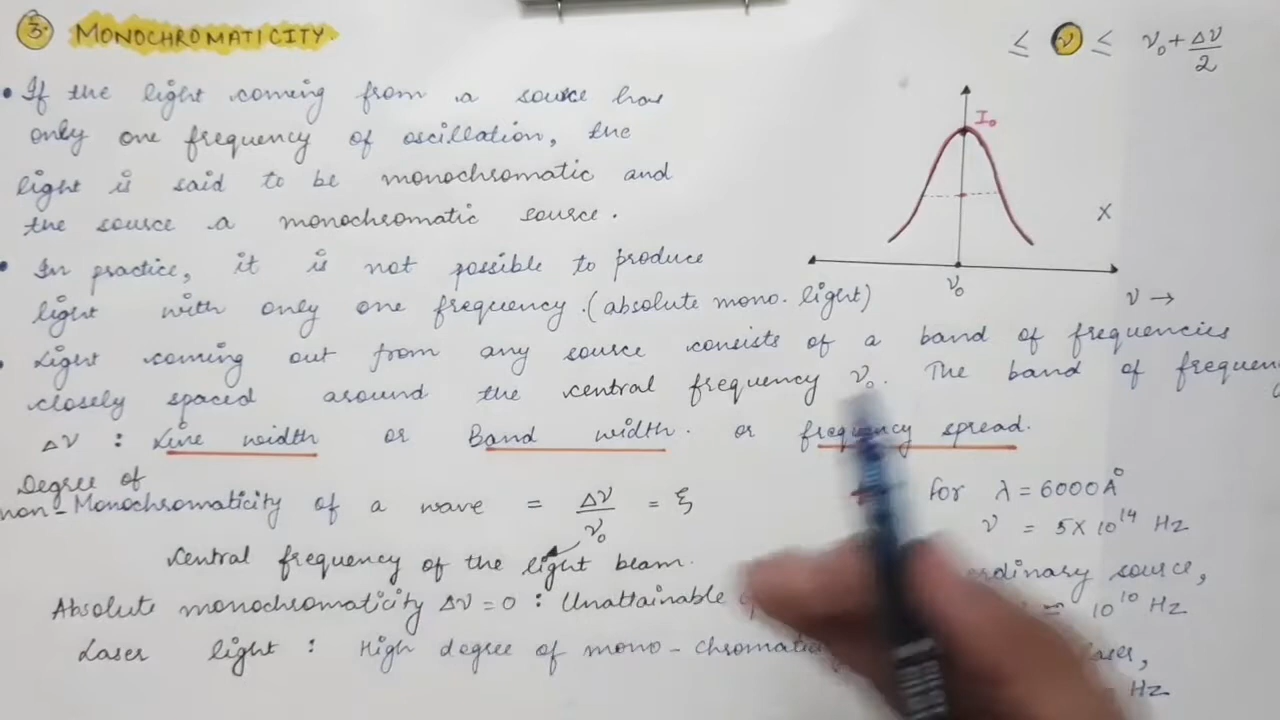 3. MONOCHROMATICITY
≤ ν ≤ ν₀ + Δν/2
• If the light coming from a source has
only one frequency of oscillation, the
light is said to be monochromatic and
the source a monochromatic source.
I₀
X
ν₀
ν →
• In practice, it is not possible to produce
light with only one frequency. (absolute mono. light)
• Light coming out from any source consists of a band of frequencies
closely spaced around the central frequency ν₀. The band of frequency
Δν : Line width or Band width. or frequency spread.
Degree of
non-Monochromaticity of a wave = Δν/ν₀ = ξ
Central frequency of the light beam.
Absolute monochromaticity Δν = 0 : Unattainable
Laser light : High degree of mono-chromati
For λ = 6000 A°
ν = 5 X 10¹⁴ Hz
ordinary source,
10¹⁰ Hz
Hz